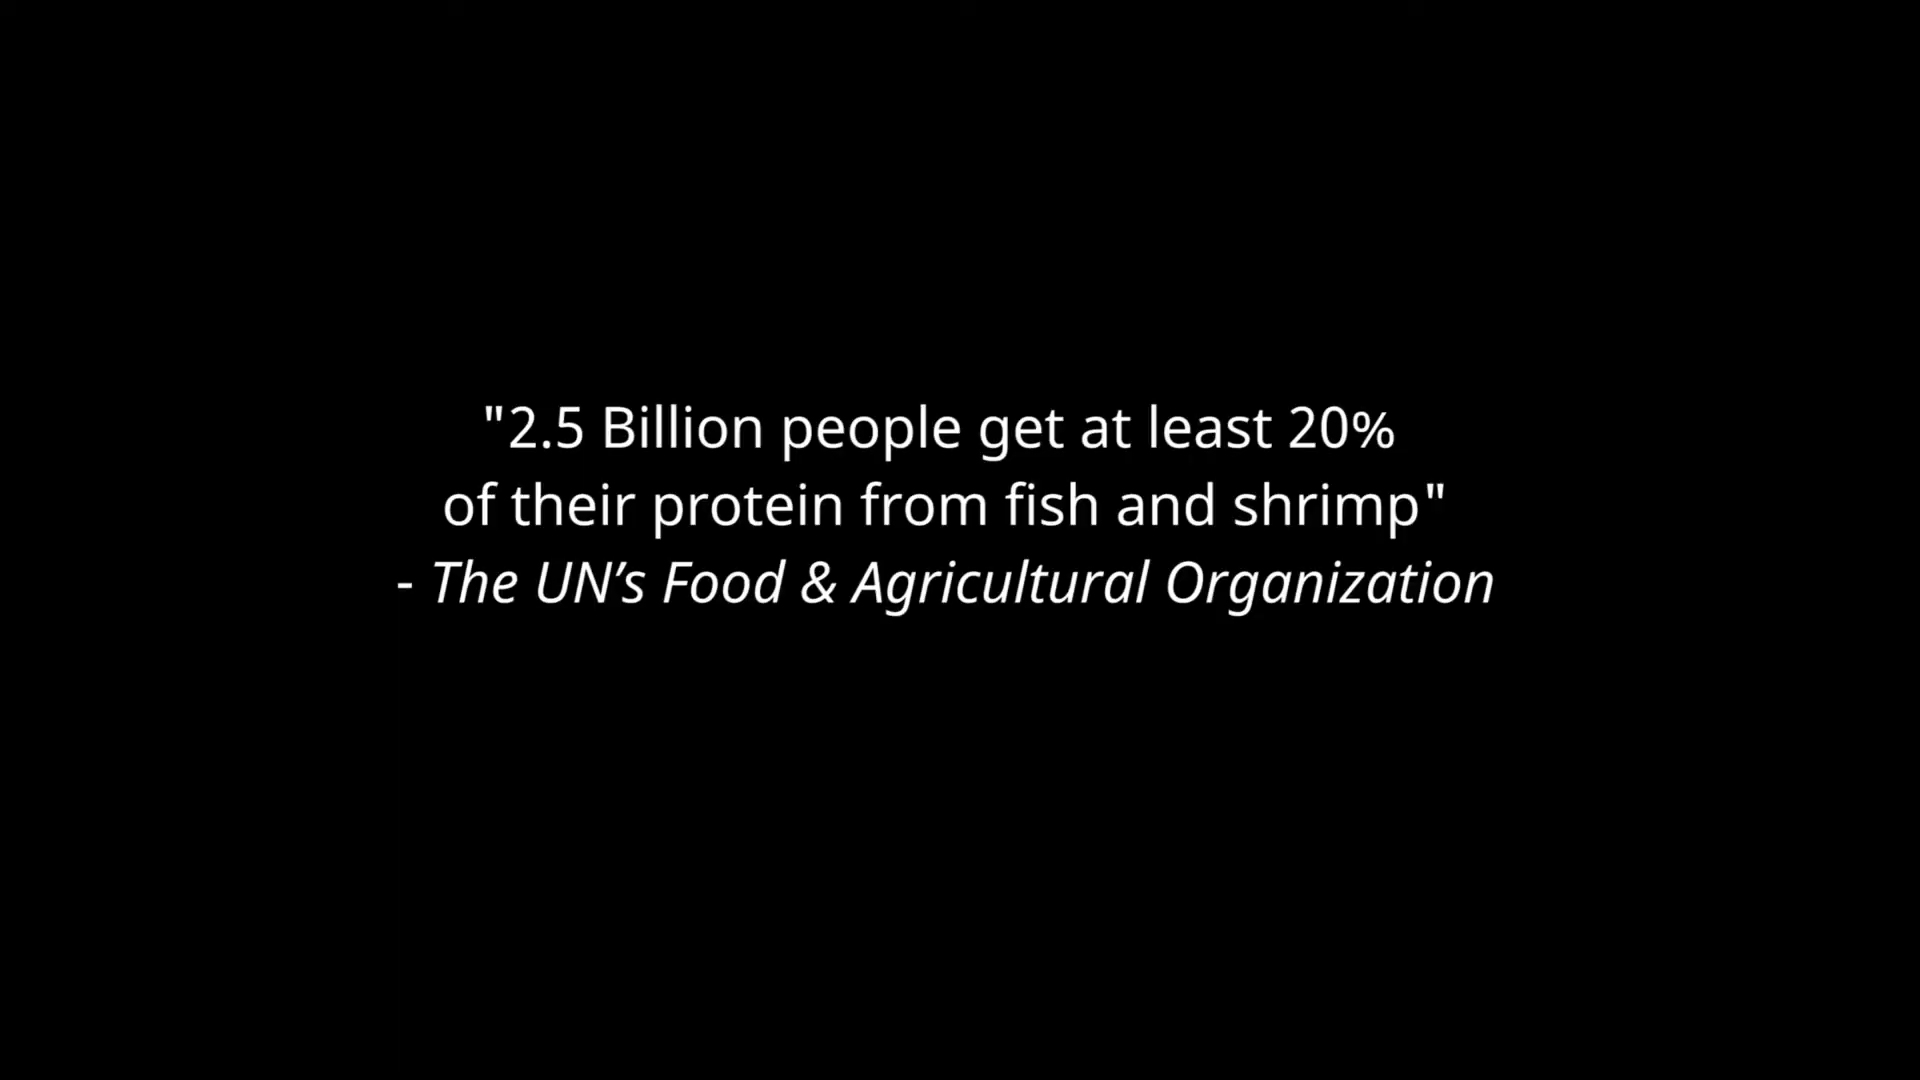 "2.5 Billion people get at least 20%
of their protein from fish and shrimp"
- The UN’s Food & Agricultural Organization